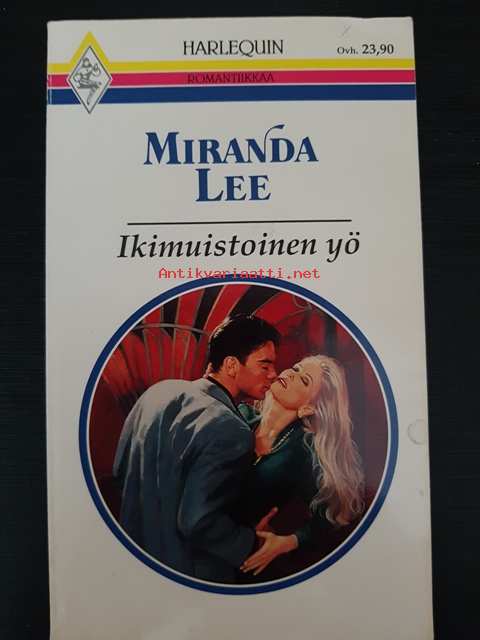 HARLEQUIN
Ovh. 23,90
ROMANTIIKKAA
MIRANDA
LEE
Ikimuistoinen yö
Antikvariaatti.net